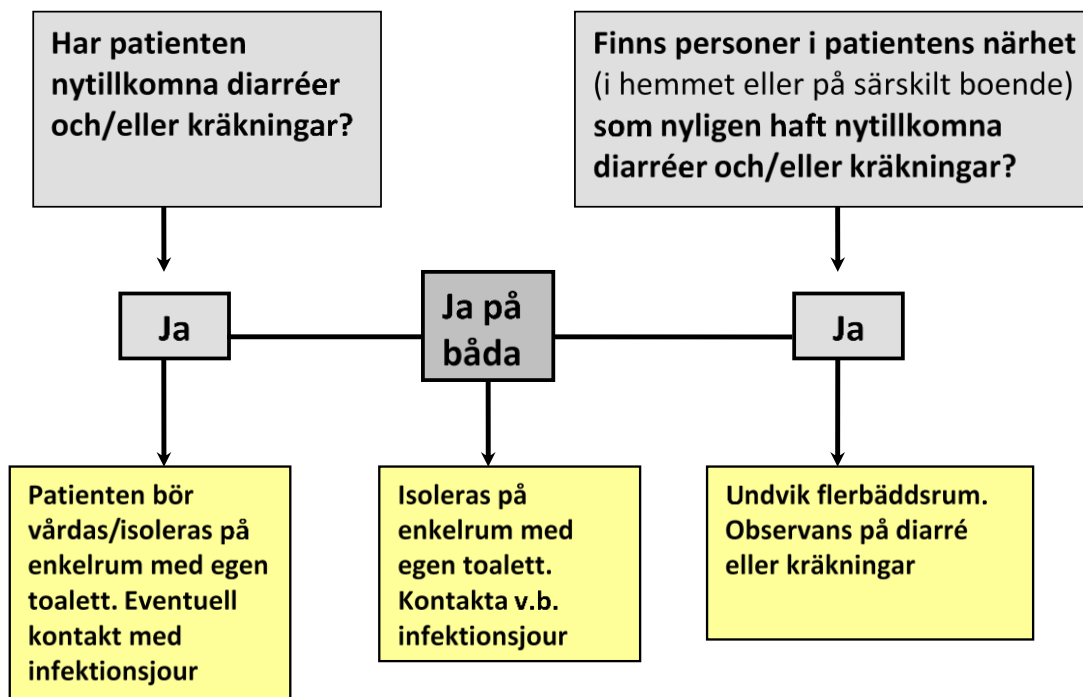 Har patienten
nytillkomna diarréer
och/eller kräkningar?
Finns personer i patientens närhet
(i hemmet eller på särskilt boende)
som nyligen haft nytillkomna
diarréer och/eller kräkningar?
Ja
Ja på
båda
Ja
Patienten bör
vårdas/isoleras på
enkelrum med egen
toalett. Eventuell
kontakt med
infektionsjour
Isoleras på
enkelrum med
egen toalett.
Kontakta v.b.
infektionsjour
Undvik flerbäddsrum.
Observans på diarré
eller kräkningar